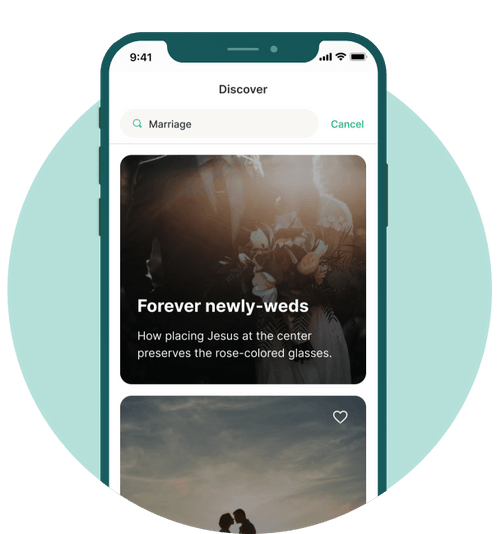 9:41
Discover
Marriage
Cancel
Forever newly-weds
How placing Jesus at the center
preserves the rose-colored glasses.